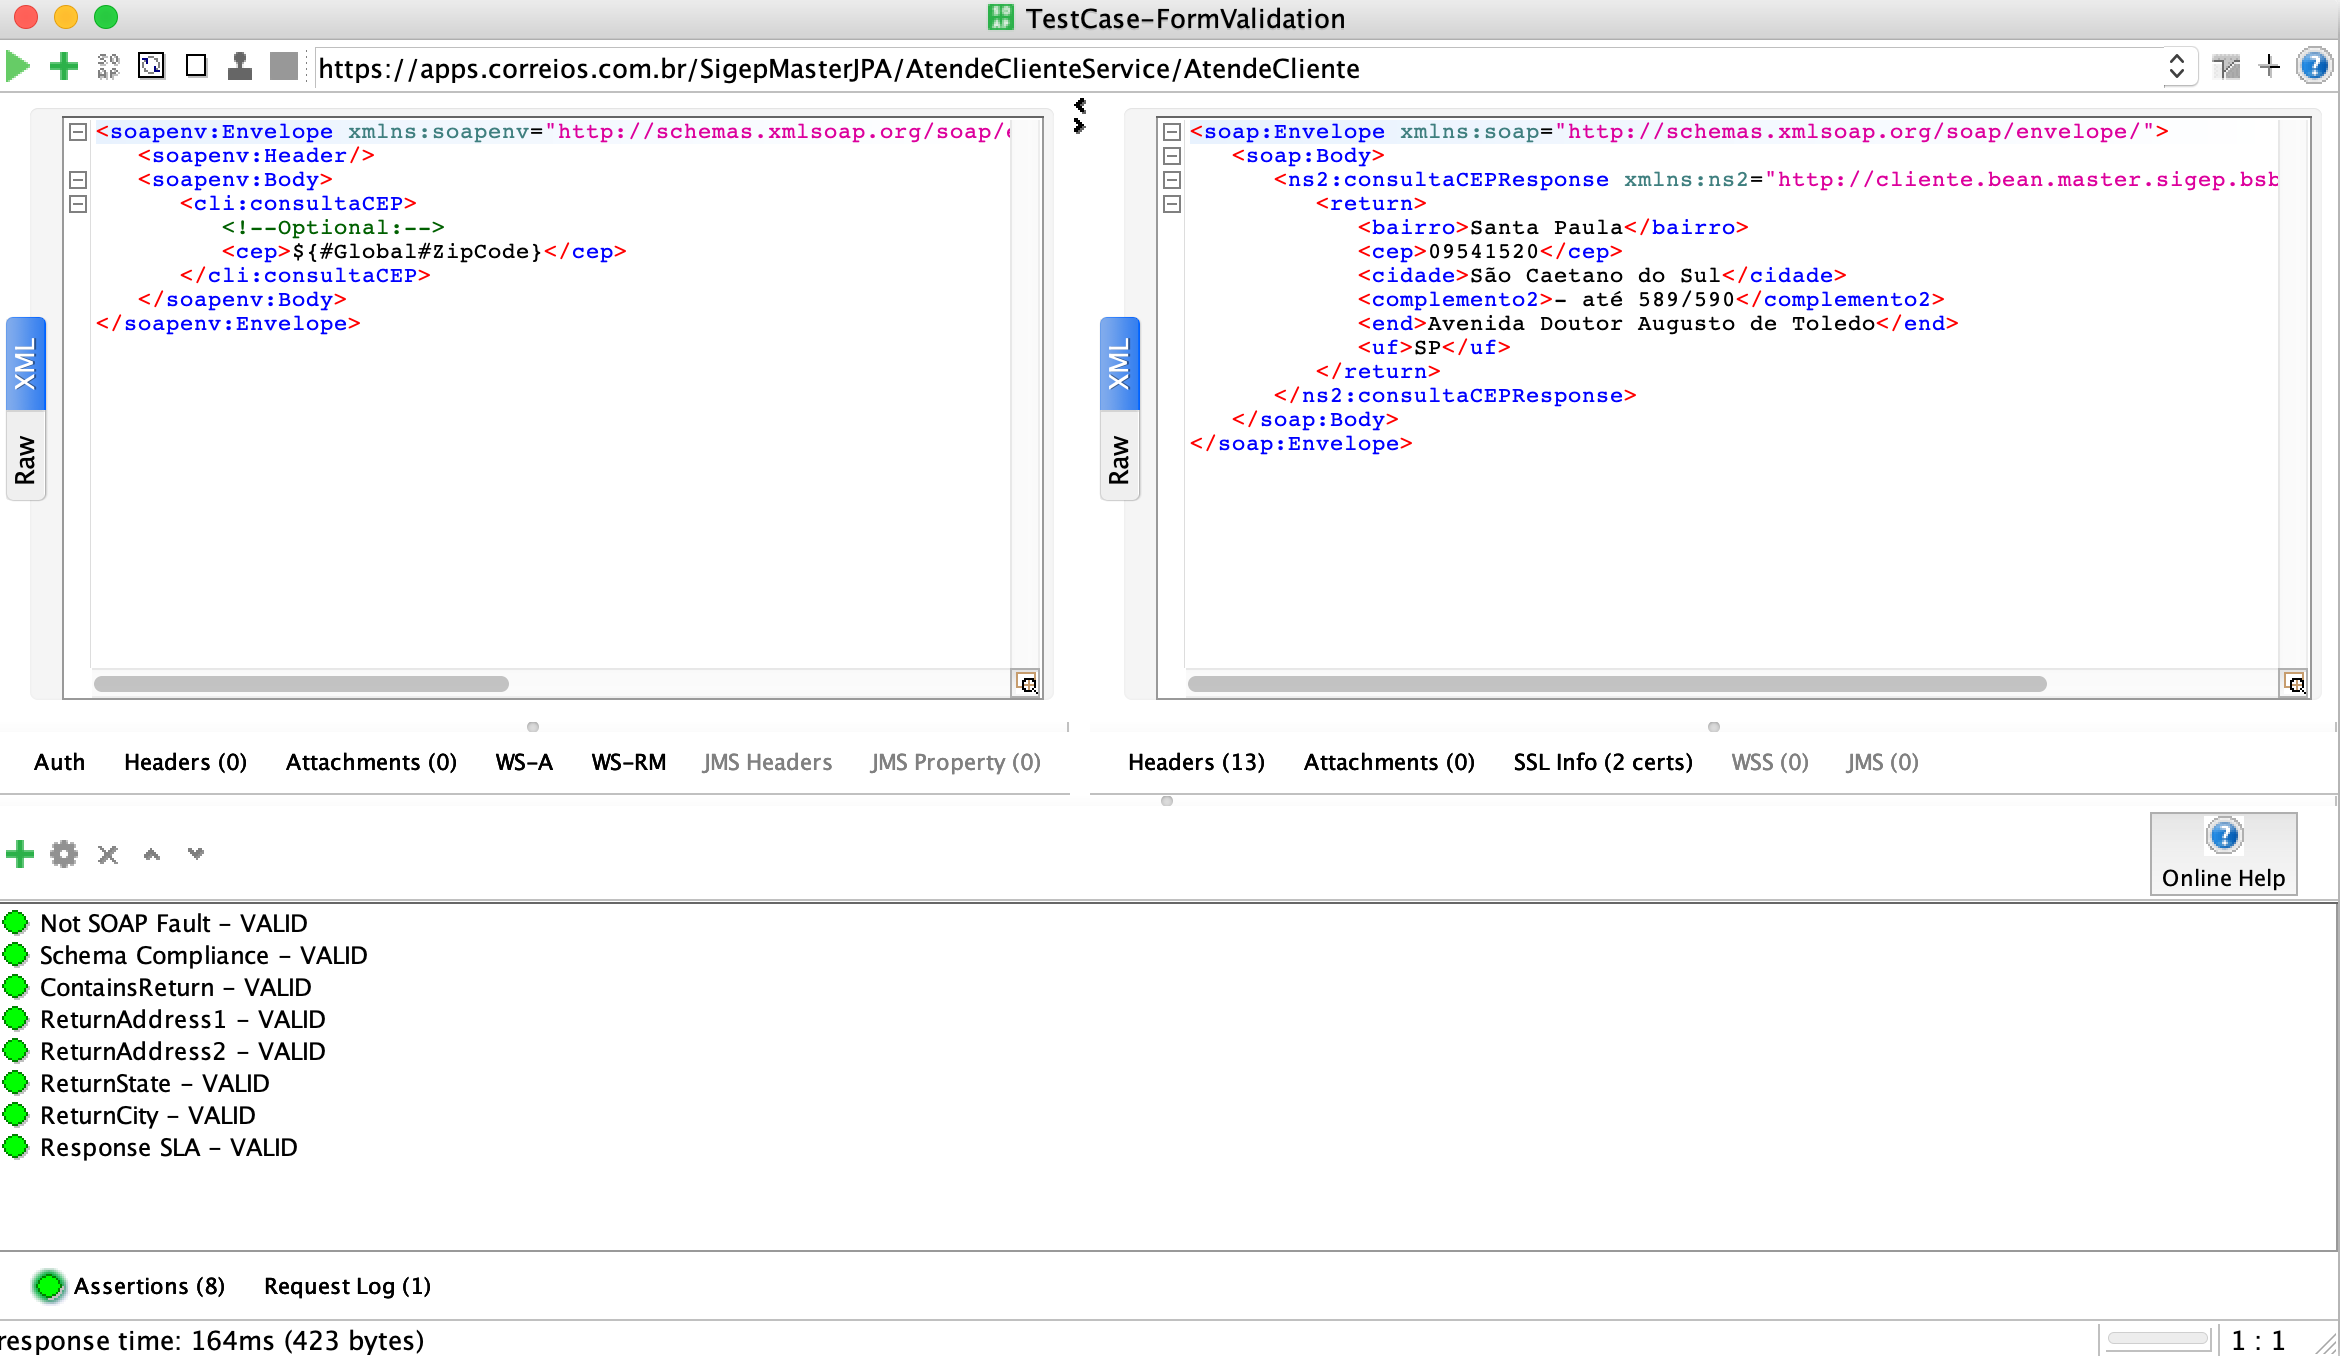 TestCase-FormValidation
https://apps.correios.com.br/SigepMasterJPA/AtendeClienteService/AtendeCliente
XML
Raw
<soapenv:Envelope xmlns:soapenv="http://schemas.xmlsoap.org/soap/
<soapenv:Header/>
<soapenv:Body>
<cli:consultaCEP>
<!--Optional:-->
<cep>${#Global#ZipCode}</cep>
</cli:consultaCEP>
</soapenv:Body>
</soapenv:Envelope>
XML
Raw
<soap:Envelope xmlns:soap="http://schemas.xmlsoap.org/soap/envelope/">
<soap:Body>
<ns2:consultaCEPResponse xmlns:ns2="http://cliente.bean.master.sigep.bsb
<return>
<bairro>Santa Paula</bairro>
<cep>09541520</cep>
<cidade>São Caetano do Sul</cidade>
<complemento2>- até 589/590</complemento2>
<end>Avenida Doutor Augusto de Toledo</end>
<uf>SP</uf>
</return>
</ns2:consultaCEPResponse>
</soap:Body>
</soap:Envelope>
Auth Headers (0) Attachments (0) WS-A WS-RM JMS Headers JMS Property (0)
Headers (13) Attachments (0) SSL Info (2 certs) WSS (0) JMS (0)
Online Help
Not SOAP Fault - VALID
Schema Compliance - VALID
ContainsReturn - VALID
ReturnAddress1 - VALID
ReturnAddress2 - VALID
ReturnState - VALID
ReturnCity - VALID
Response SLA - VALID
Assertions (8) Request Log (1)
response time: 164ms (423 bytes)
1 : 1